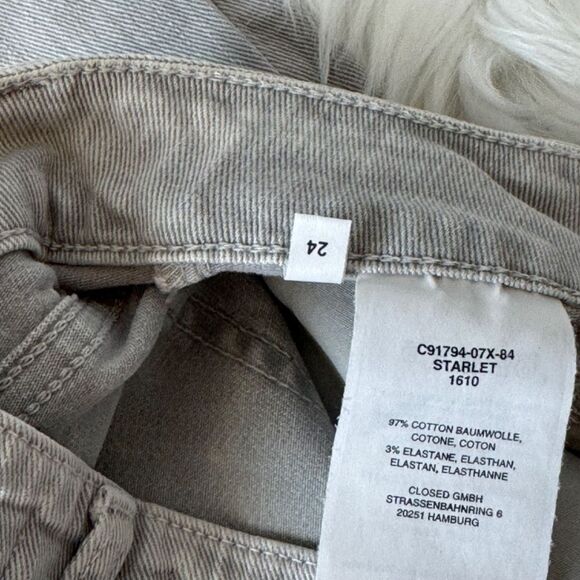 24
C91794-07X-84
STARLET
1610
97% COTTON BAUMWOLLE,
COTONE, COTON
3% ELASTANE, ELASTHAN,
ELASTAN, ELASTHANNE
CLOSED GMBH
STRASSENBAHNRING 6
20251 HAMBURG